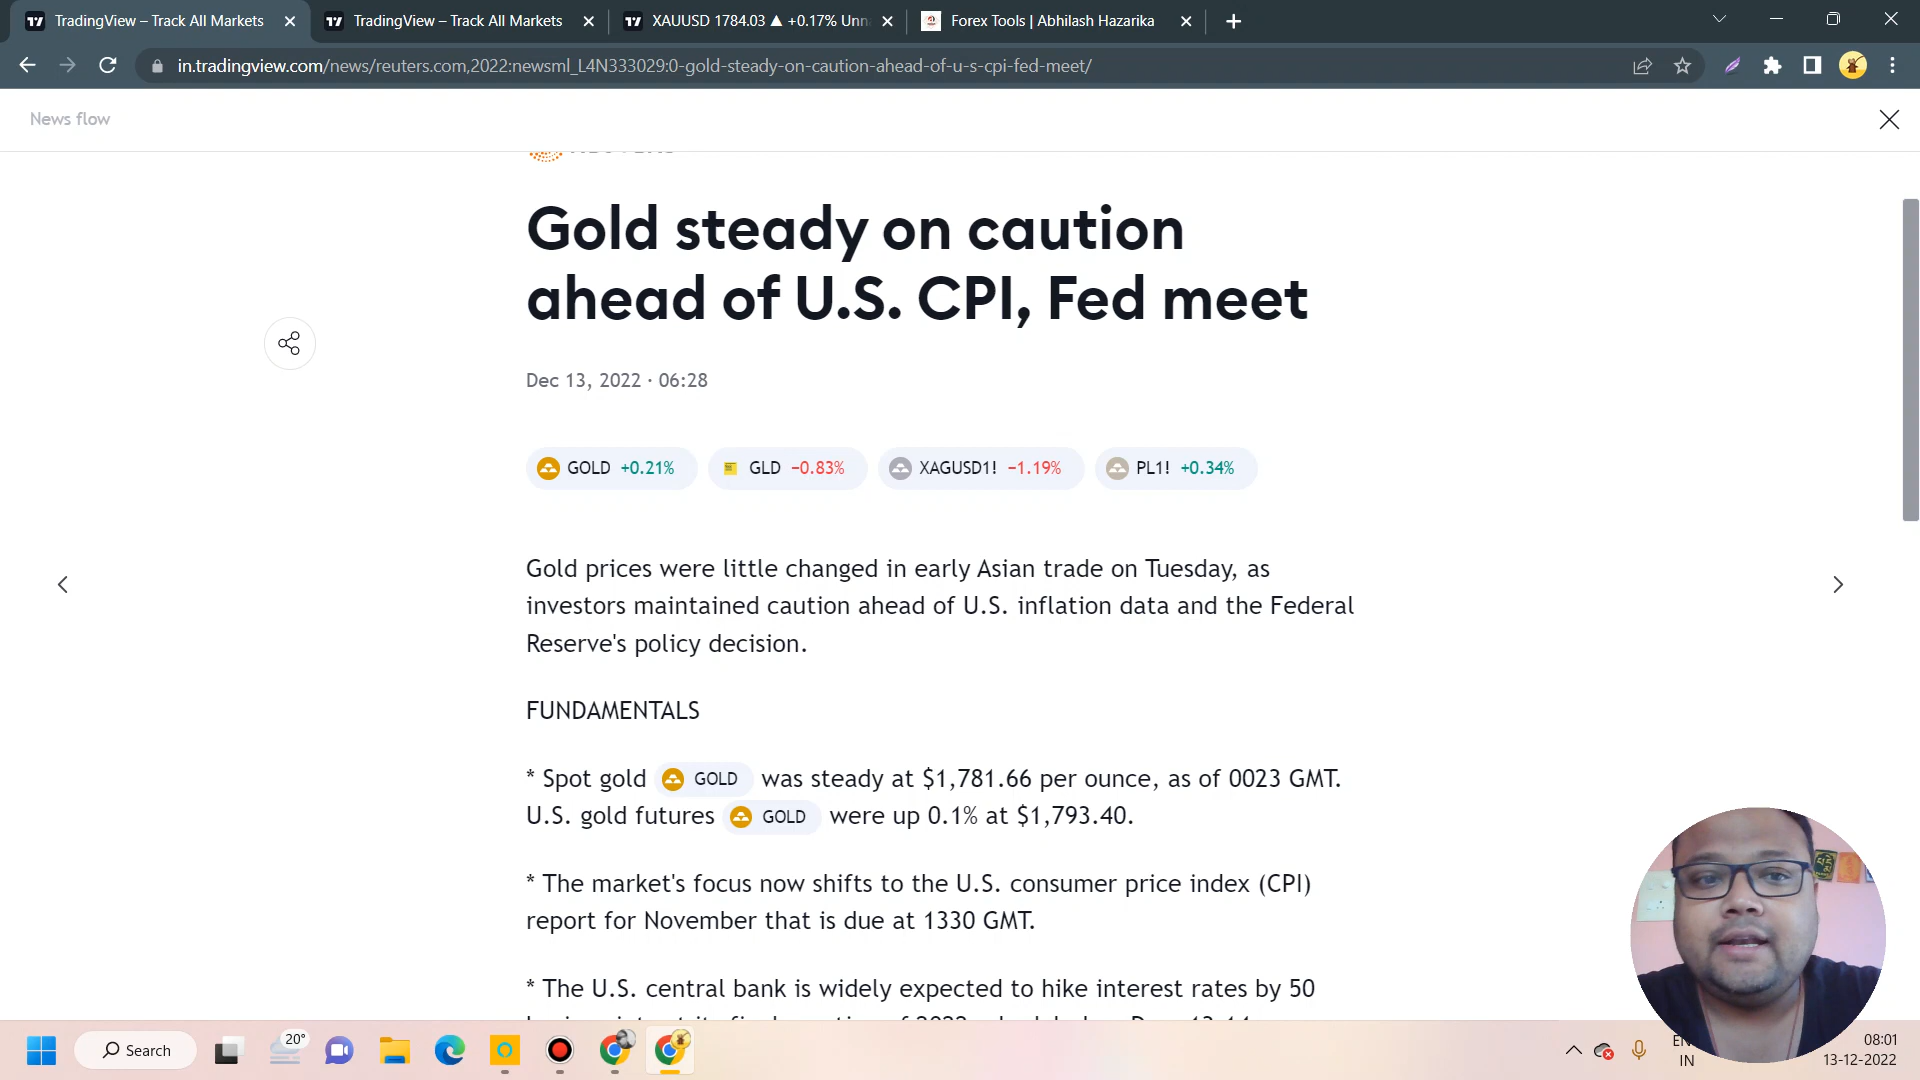 TradingView – Track All Markets
TradingView – Track All Markets
XAUUSD 1784.03 ▲ +0.17% Unn
Forex Tools | Abhilash Hazarika
in.tradingview.com/news/reuters.com,2022:newsml_L4N333029:0-gold-steady-on-caution-ahead-of-u-s-cpi-fed-meet/
News flow
Gold steady on caution
ahead of U.S. CPI, Fed meet
Dec 13, 2022 · 06:28
GOLD +0.21% GLD −0.83% XAGUSD1! −1.19% PL1! +0.34%
Gold prices were little changed in early Asian trade on Tuesday, as
investors maintained caution ahead of U.S. inflation data and the Federal
Reserve's policy decision.
FUNDAMENTALS
* Spot gold GOLD was steady at $1,781.66 per ounce, as of 0023 GMT.
U.S. gold futures GOLD were up 0.1% at $1,793.40.
* The market's focus now shifts to the U.S. consumer price index (CPI)
report for November that is due at 1330 GMT.
* The U.S. central bank is widely expected to hike interest rates by 50
Search
20°
IN
08:01
13-12-2022